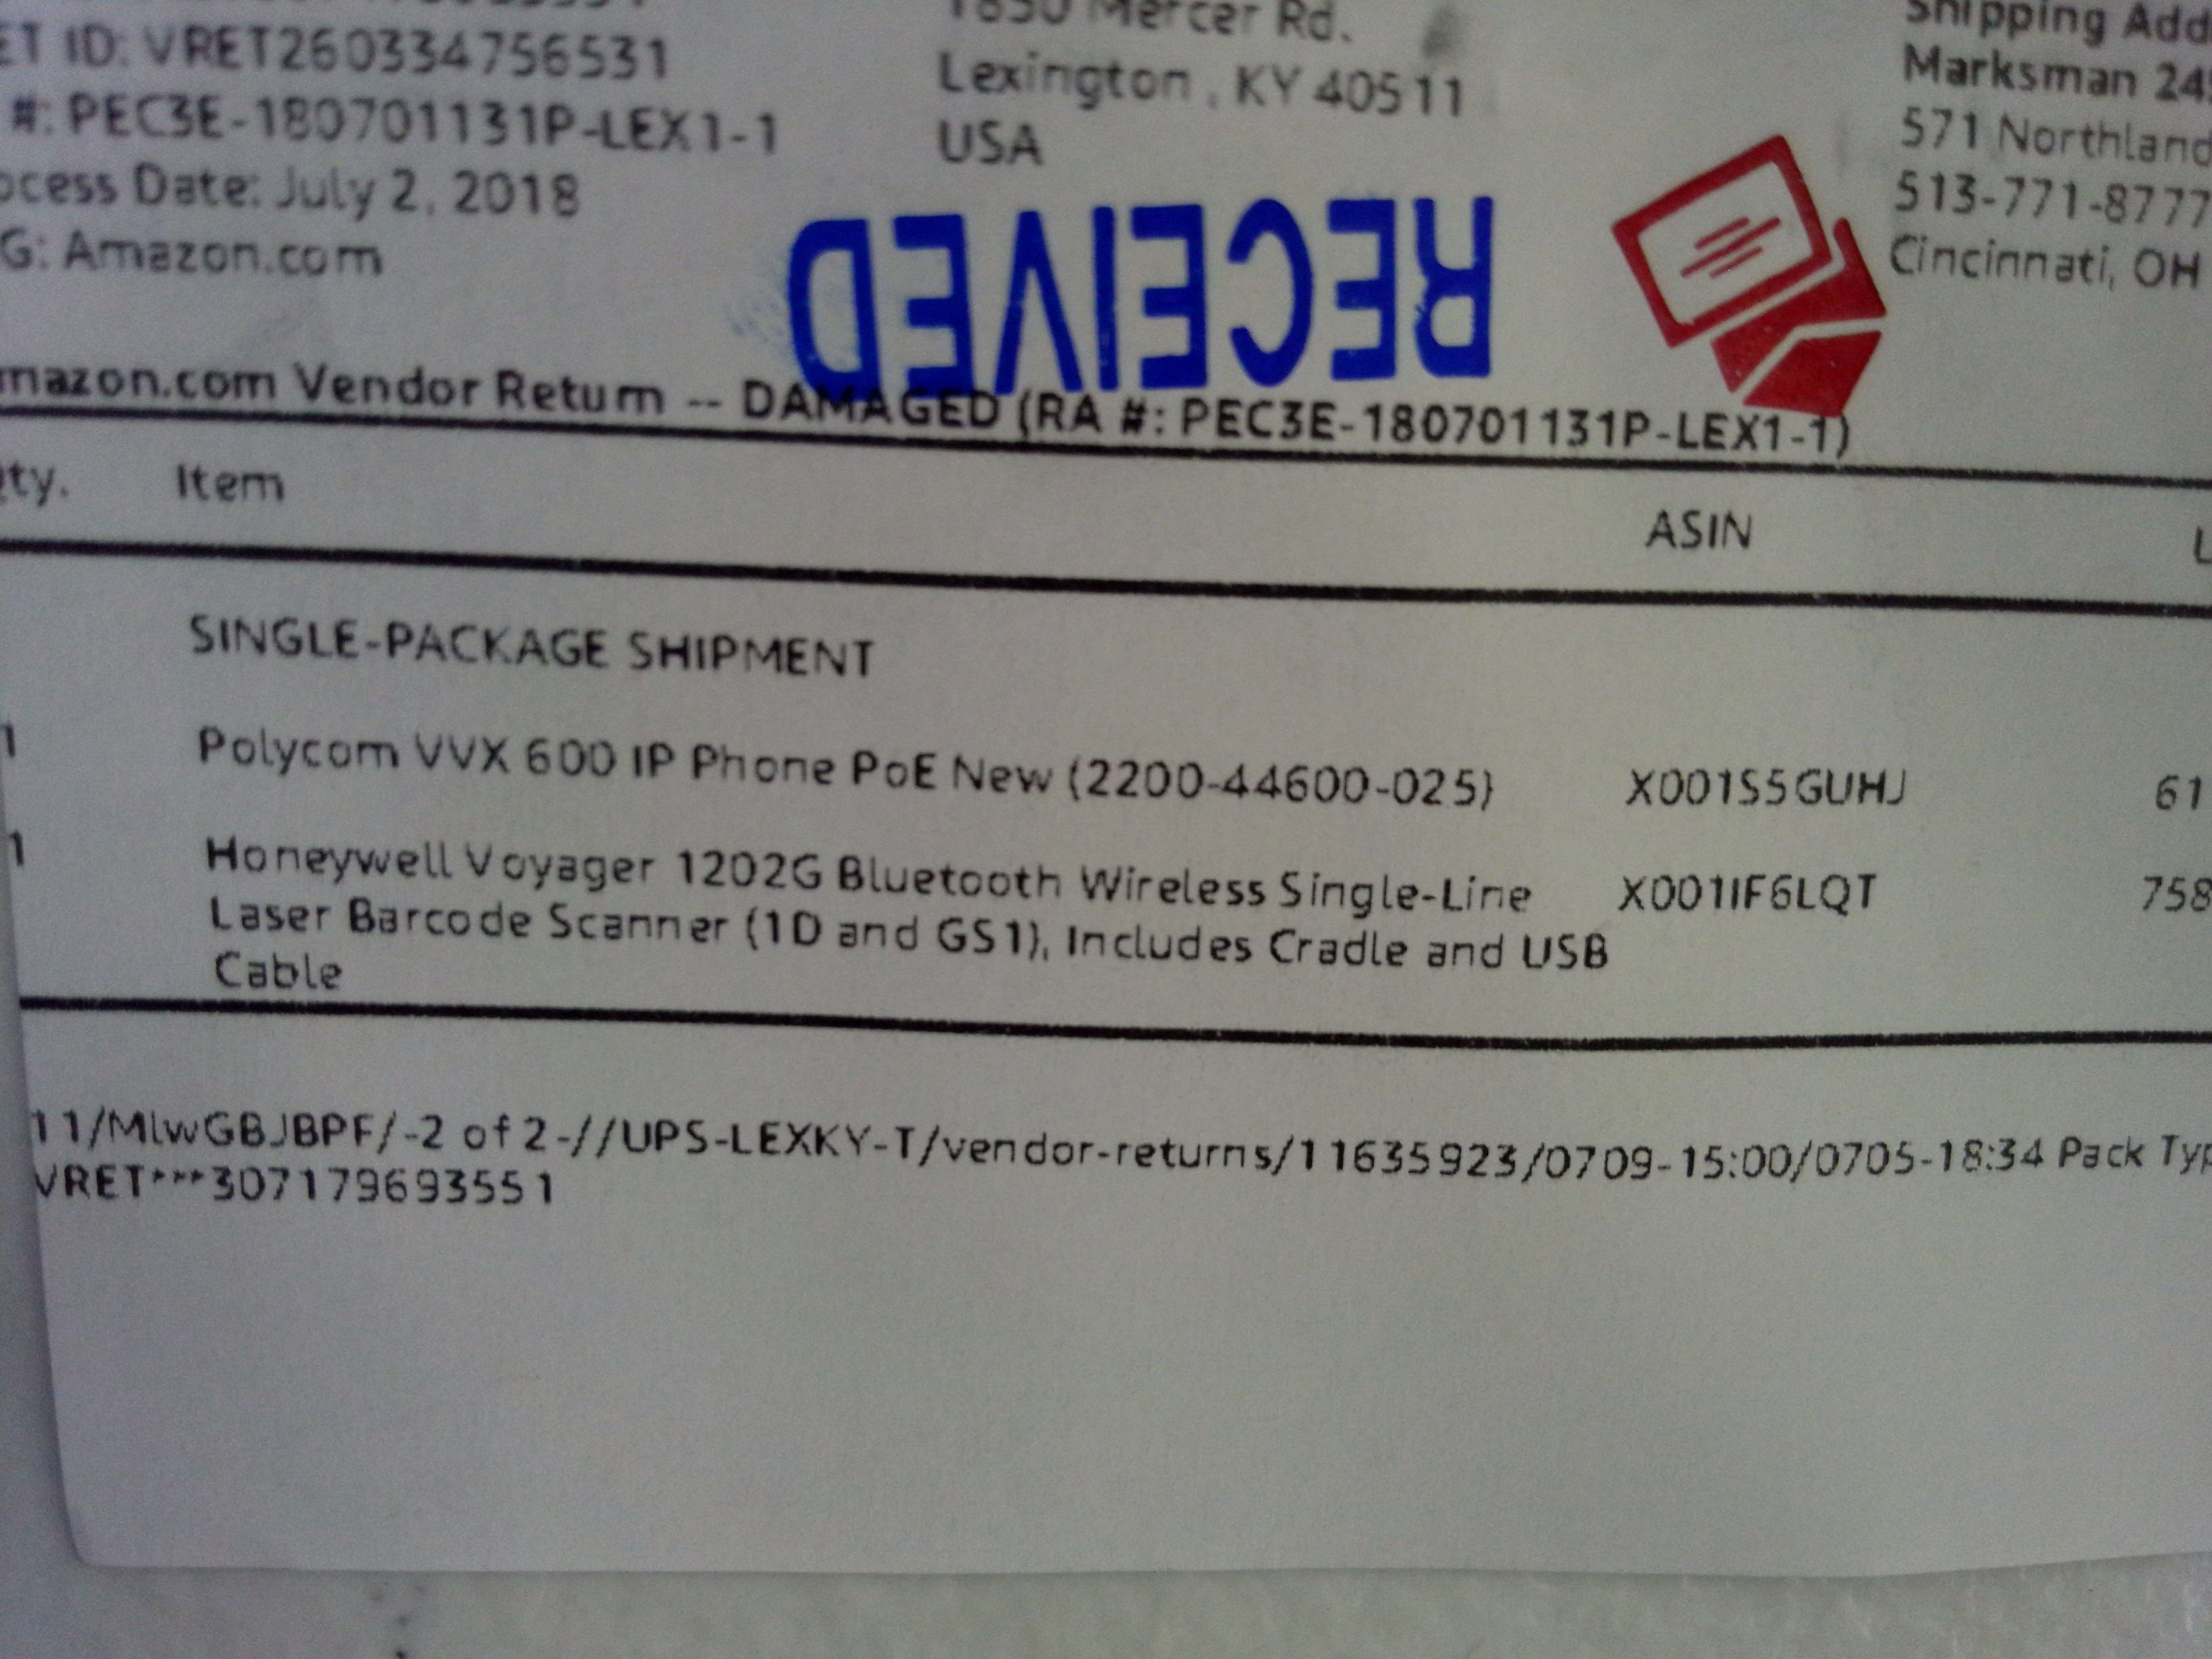 ET ID: VRET260334756531
#: PEC3E-180701131P-LEX1-1
ocess Date: July 2, 2018
G: Amazon.com
1850 Mercer Rd.
Lexington , KY 40511
USA
Shipping Add
Marksman 24
571 Northland
513-771-8777
Cincinnati, OH
RECEIVED
mazon.com Vendor Return -- DAMAGED (RA #: PEC3E-180701131P-LEX1-1)
ty. Item ASIN L
SINGLE-PACKAGE SHIPMENT
1 Polycom VVX 600 IP Phone PoE New (2200-44600-025) X001S5GUHJ 61
1 Honeywell Voyager 1202G Bluetooth Wireless Single-Line X001IF6LQT 758
Laser Barcode Scanner (1D and GS1), Includes Cradle and USB
Cable
11/MlwGBJBPF/-2 of 2-//UPS-LEXKY-T/vendor-returns/11635923/0709-15:00/0705-18:34 Pack Typ
VRET***307179693551